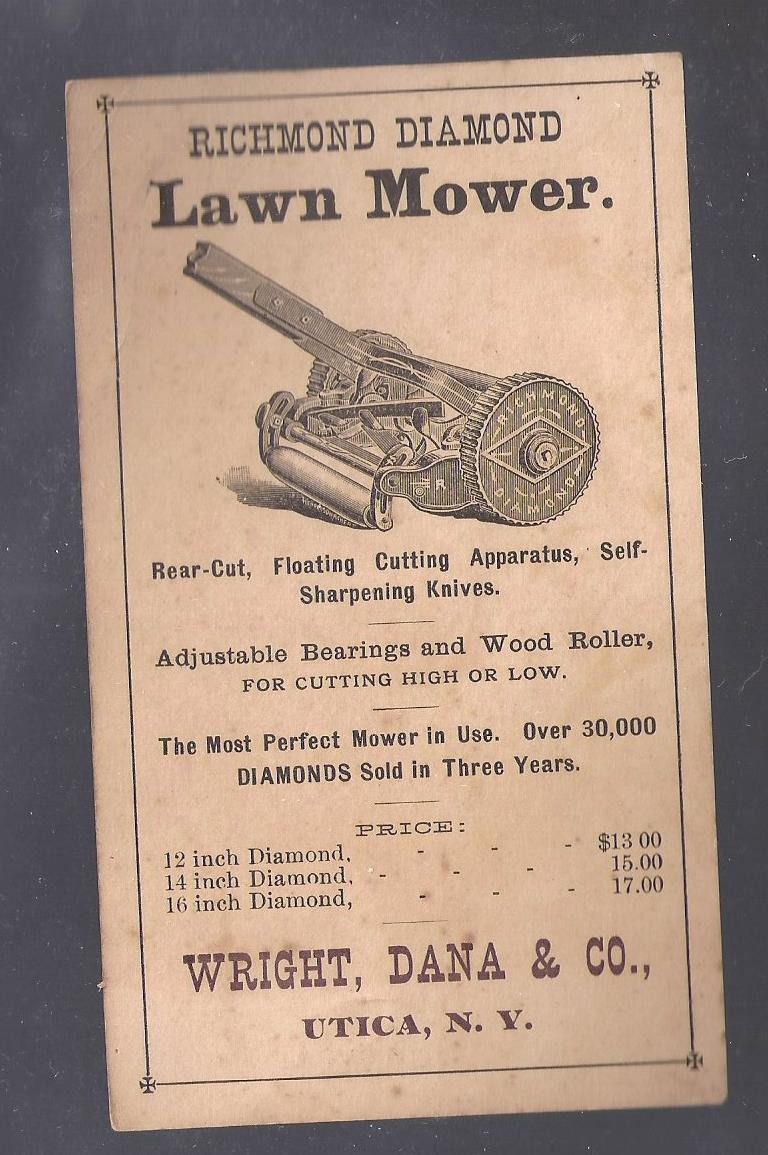 RICHMOND DIAMOND
Lawn Mower.
RICHMOND
DIAMOND
R.
Rear-Cut, Floating Cutting Apparatus, Self-
Sharpening Knives.
Adjustable Bearings and Wood Roller,
FOR CUTTING HIGH OR LOW.
The Most Perfect Mower in Use. Over 30,000
DIAMONDS Sold in Three Years.
PRICE:
12 inch Diamond, - - - $13 00
14 inch Diamond, - - - 15.00
16 inch Diamond, - - - 17.00
WRIGHT, DANA & CO.,
UTICA, N. Y.